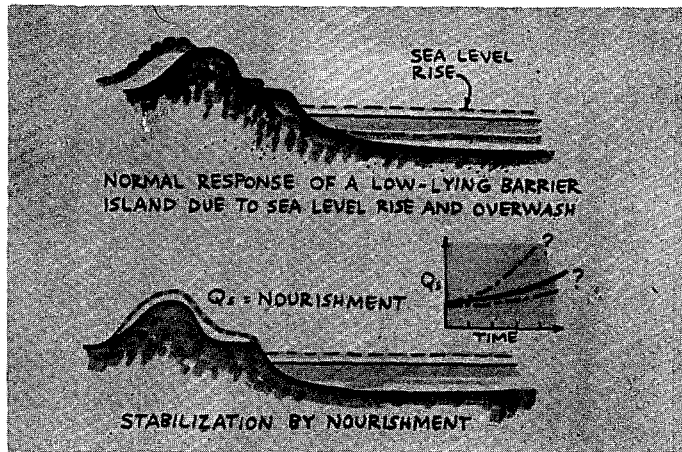 SEA LEVEL
RISE
NORMAL RESPONSE OF A LOW-LYING BARRIER
ISLAND DUE TO SEA LEVEL RISE AND OVERWASH
Qs = NOURISHMENT
?
Qs
?
TIME
STABILIZATION BY NOURISHMENT